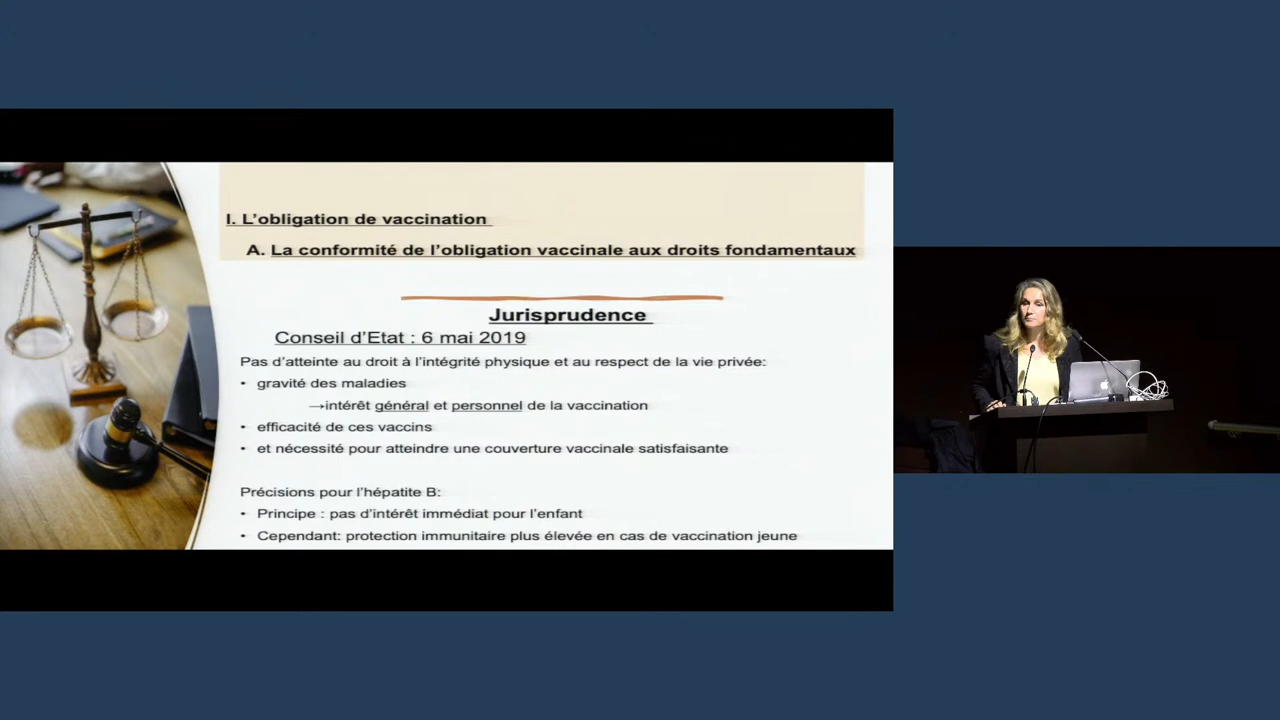 I. L’obligation de vaccination
A. La conformité de l’obligation vaccinale aux droits fondamentaux
Jurisprudence
Conseil d’Etat : 6 mai 2019
Pas d’atteinte au droit à l’intégrité physique et au respect de la vie privée:
• gravité des maladies
→intérêt général et personnel de la vaccination
• efficacité de ces vaccins
• et nécessité pour atteindre une couverture vaccinale satisfaisante
Précisions pour l’hépatite B:
• Principe : pas d’intérêt immédiat pour l’enfant
• Cependant: protection immunitaire plus élevée en cas de vaccination jeune